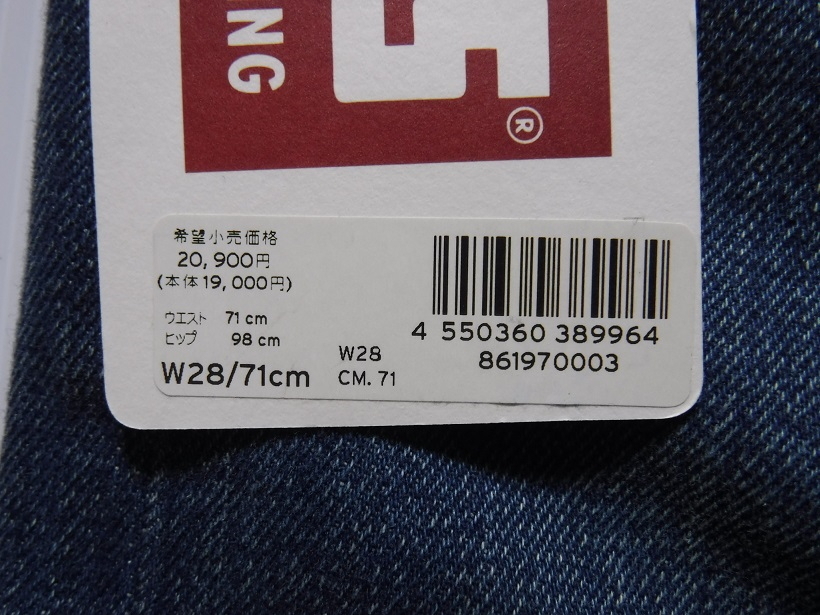 NG
S
®
希望小売価格
20,900円
(本体19,000円)
ウエスト 71 cm
ヒップ 98 cm
W28/71cm
W28
CM. 71
4 550360 389964
861970003